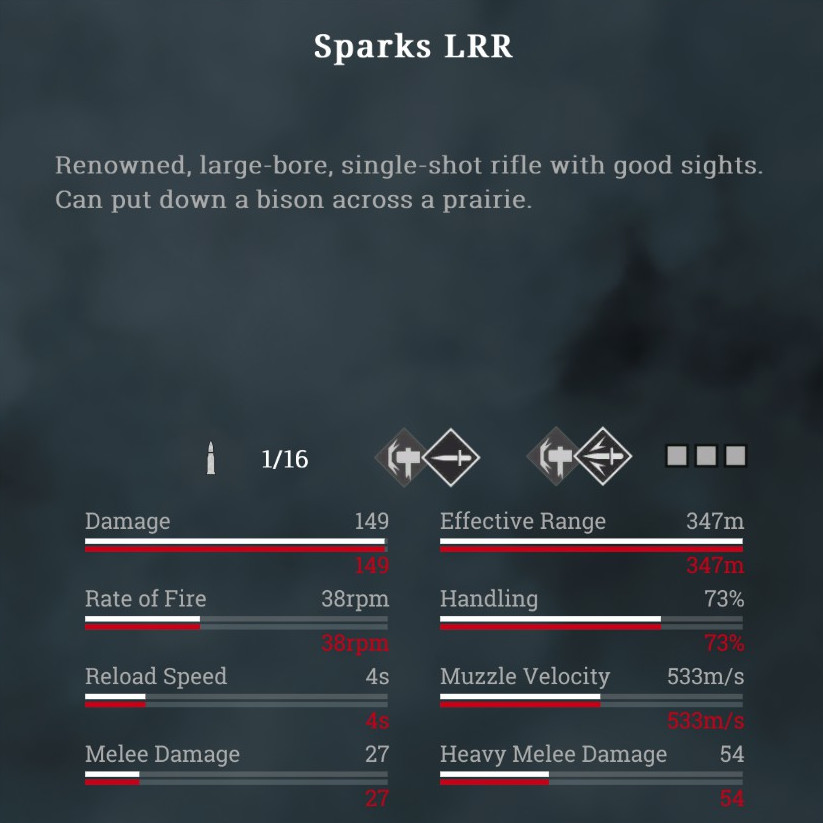 Sparks LRR
Renowned, large-bore, single-shot rifle with good sights.
Can put down a bison across a prairie.
1/16
Damage 149
149
Effective Range 347m
347m
Rate of Fire 38rpm
38rpm
Handling 73%
73%
Reload Speed 4s
4s
Muzzle Velocity 533m/s
533m/s
Melee Damage 27
27
Heavy Melee Damage 54
54